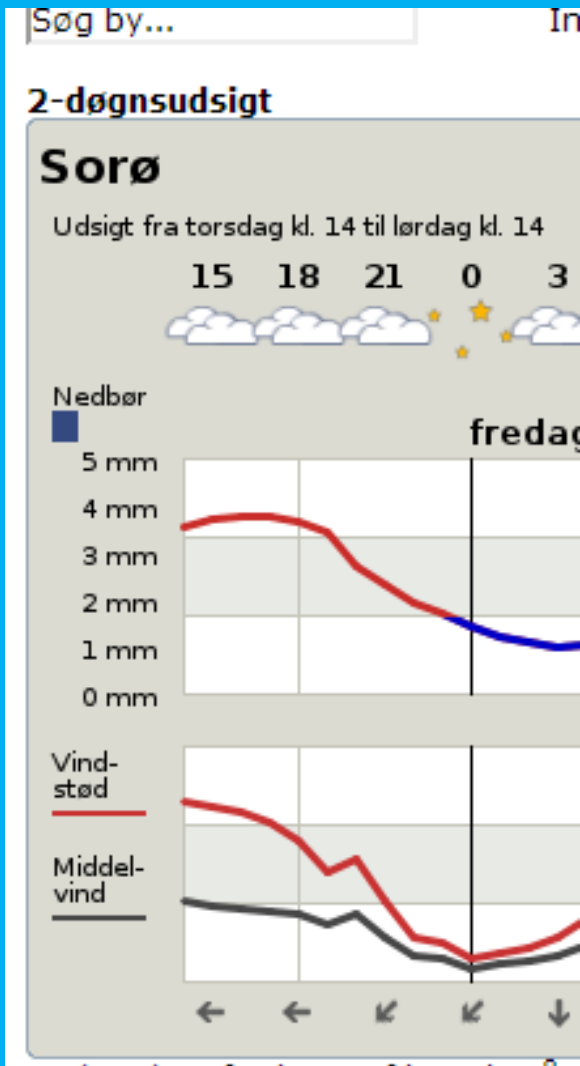 Søg by...
In
2-døgnsudsigt
Sorø
Udsigt fra torsdag kl. 14 til lørdag kl. 14
15 18 21 0 3
Nedbør
fredag
5 mm
4 mm
3 mm
2 mm
1 mm
0 mm
Vind-
stød
Middel-
vind